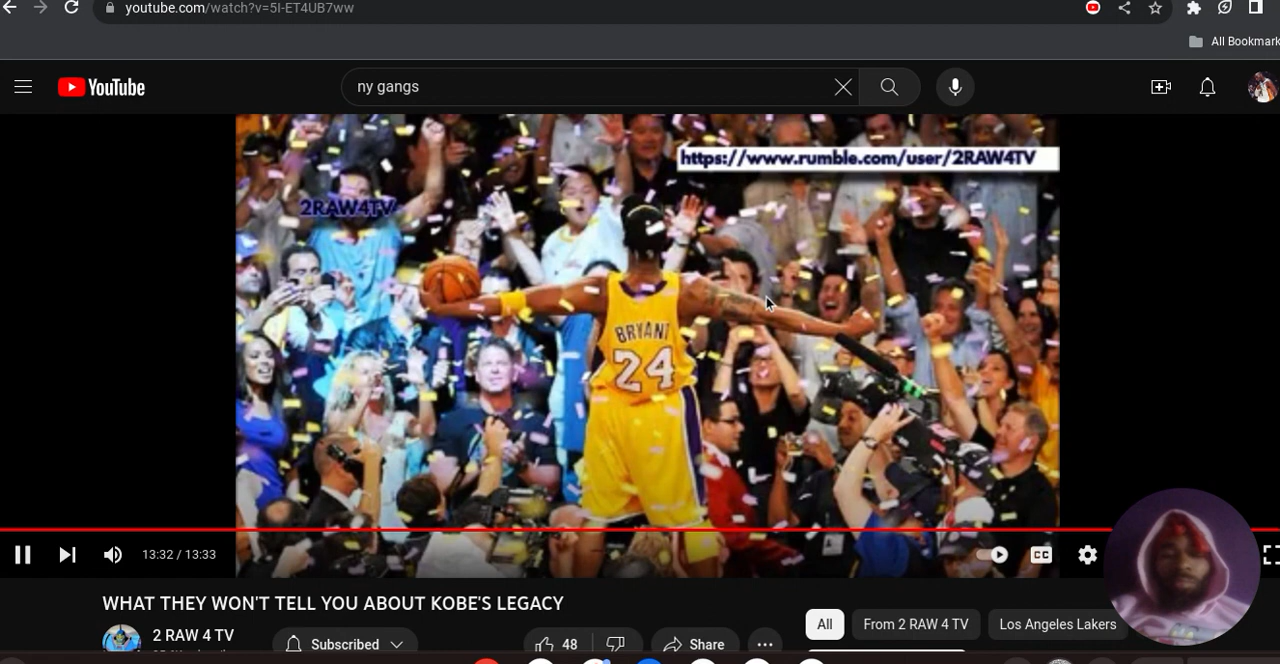 youtube.com/watch?v=5I-ET4UB7ww
All Bookmark
YouTube
ny gangs
https://www.rumble.com/user/2RAW4TV
2RAW4TV
BRYANT
24
13:32 / 13:33
CC
WHAT THEY WON'T TELL YOU ABOUT KOBE'S LEGACY
2 RAW 4 TV
Subscribed
48
Share
All
From 2 RAW 4 TV
Los Angeles Lakers